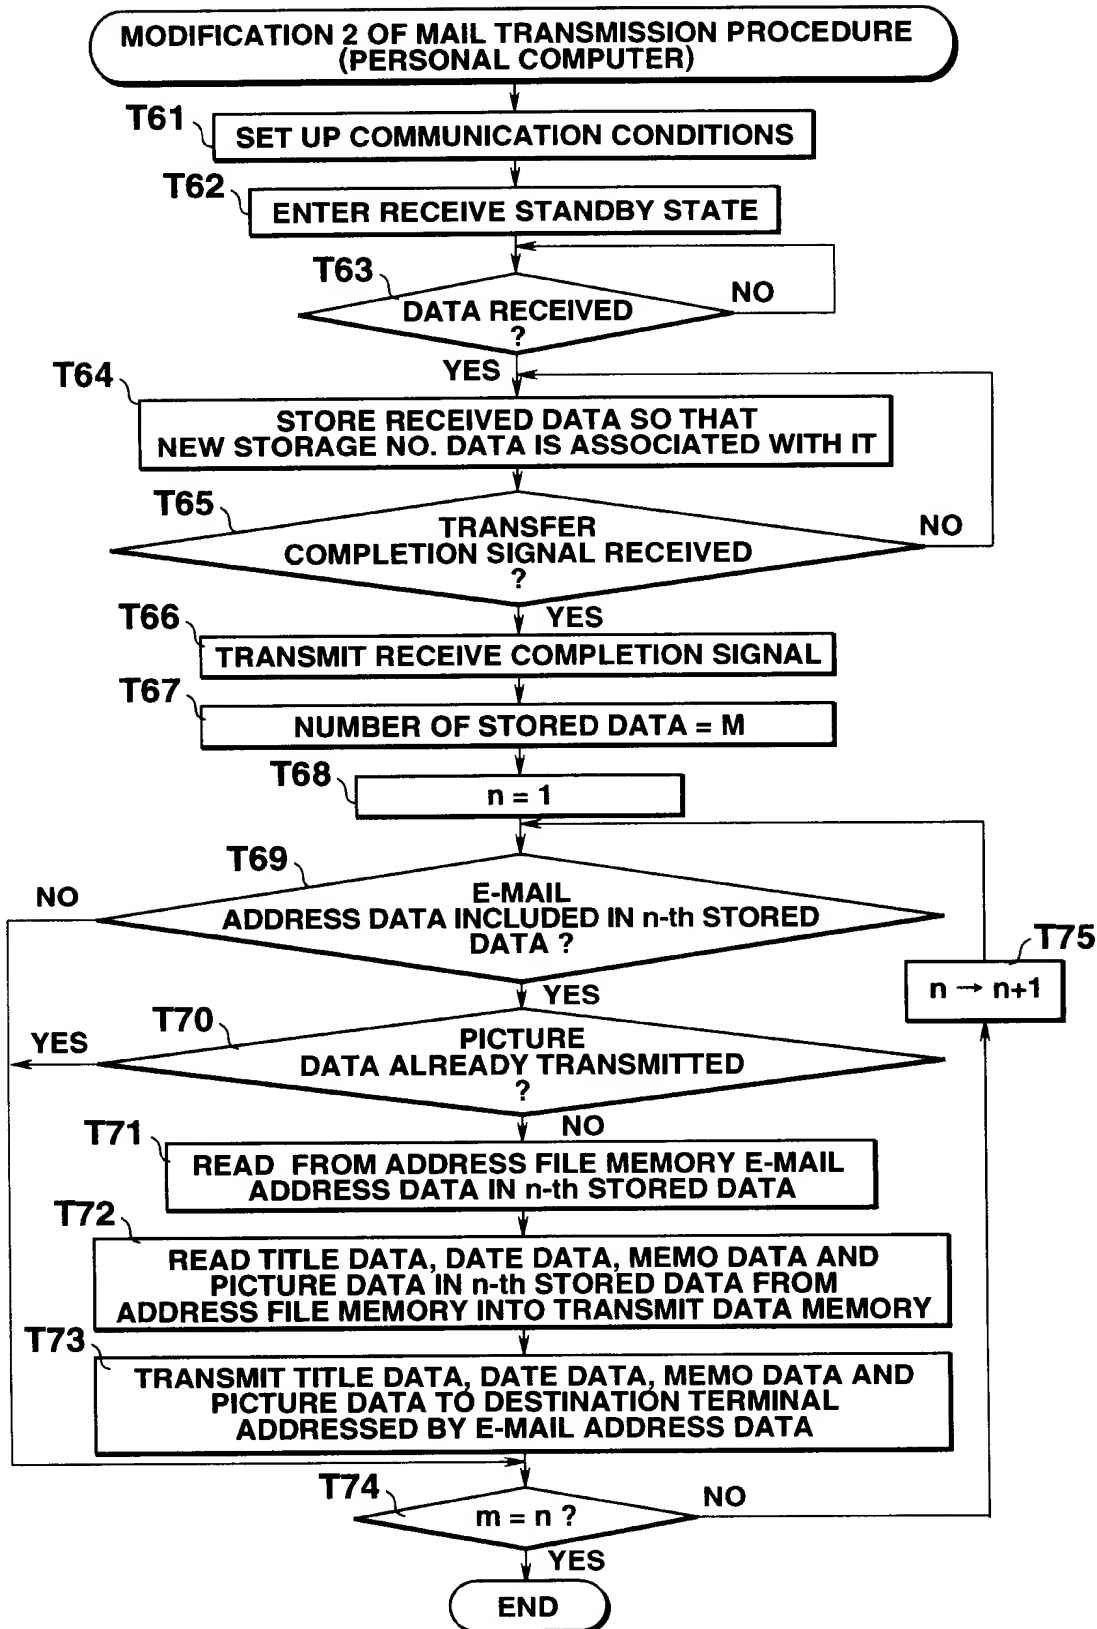 MODIFICATION 2 OF MAIL TRANSMISSION PROCEDURE
(PERSONAL COMPUTER)
T61
SET UP COMMUNICATION CONDITIONS
T62
ENTER RECEIVE STANDBY STATE
T63
DATA RECEIVED
?
NO
YES
T64
STORE RECEIVED DATA SO THAT
NEW STORAGE NO. DATA IS ASSOCIATED WITH IT
T65
TRANSFER
COMPLETION SIGNAL RECEIVED
?
NO
YES
T66
TRANSMIT RECEIVE COMPLETION SIGNAL
T67
NUMBER OF STORED DATA = M
T68
n = 1
T69
NO
E-MAIL
ADDRESS DATA INCLUDED IN n-th STORED
DATA ?
YES
T75
n → n+1
T70
YES
PICTURE
DATA ALREADY TRANSMITTED
?
NO
T71
READ FROM ADDRESS FILE MEMORY E-MAIL
ADDRESS DATA IN n-th STORED DATA
T72
READ TITLE DATA, DATE DATA, MEMO DATA AND
PICTURE DATA IN n-th STORED DATA FROM
ADDRESS FILE MEMORY INTO TRANSMIT DATA MEMORY
T73
TRANSMIT TITLE DATA, DATE DATA, MEMO DATA AND
PICTURE DATA TO DESTINATION TERMINAL
ADDRESSED BY E-MAIL ADDRESS DATA
T74
m = n ?
NO
YES
END